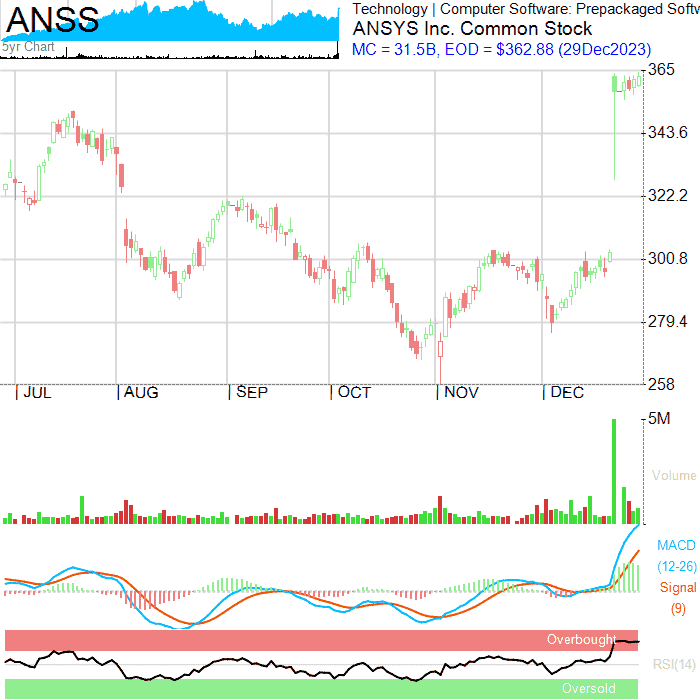 ANSS
5yr Chart
Technology | Computer Software: Prepackaged Softw
ANSYS Inc. Common Stock
MC = 31.5B, EOD = $362.88 (29Dec2023)
365
343.6
322.2
300.8
279.4
258
| JUL | AUG | SEP | OCT | NOV | DEC
5M
Volume
MACD
(12-26)
Signal
(9)
Overbought
RSI(14)
Oversold